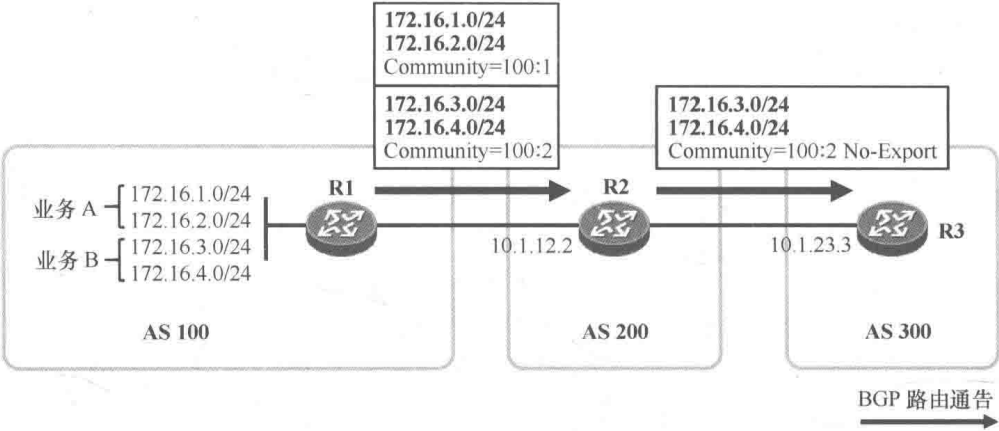 172.16.1.0/24
172.16.2.0/24
Community=100:1
172.16.3.0/24
172.16.4.0/24
Community=100:2
172.16.3.0/24
172.16.4.0/24
Community=100:2 No-Export
R1
R2
R3
业务 A
172.16.1.0/24
172.16.2.0/24
业务 B
172.16.3.0/24
172.16.4.0/24
10.1.12.2
10.1.23.3
AS 100
AS 200
AS 300
BGP 路由通告